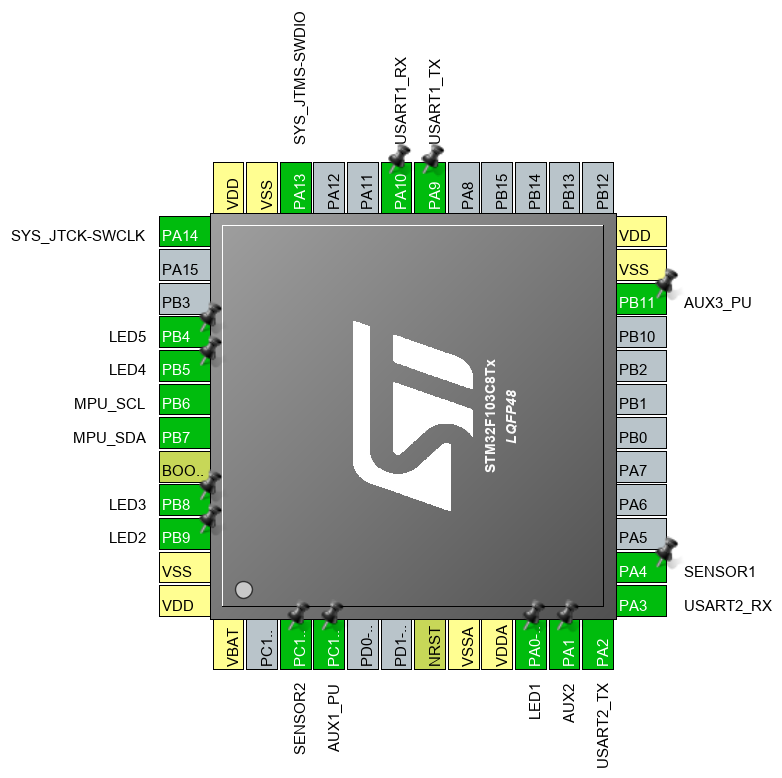 SYS_JTMS-SWDIO
USART1_RX
USART1_TX
VDD
VSS
PA13
PA12
PA11
PA10
PA9
PA8
PB15
PB14
PB13
PB12
SYS_JTCK-SWCLK
PA14
PA15
PB3
LED5
PB4
LED4
PB5
MPU_SCL
PB6
MPU_SDA
PB7
BOO..
LED3
PB8
LED2
PB9
VSS
VDD
STM32F103C8Tx
LQFP48
VDD
VSS
PB11
AUX3_PU
PB10
PB2
PB1
PB0
PA7
PA6
PA5
PA4
SENSOR1
PA3
USART2_RX
VBAT
PC1..
PC1..
PC1..
PD0-..
PD1-..
NRST
VSSA
VDDA
PA0-..
PA1
PA2
SENSOR2
AUX1_PU
LED1
AUX2
USART2_TX